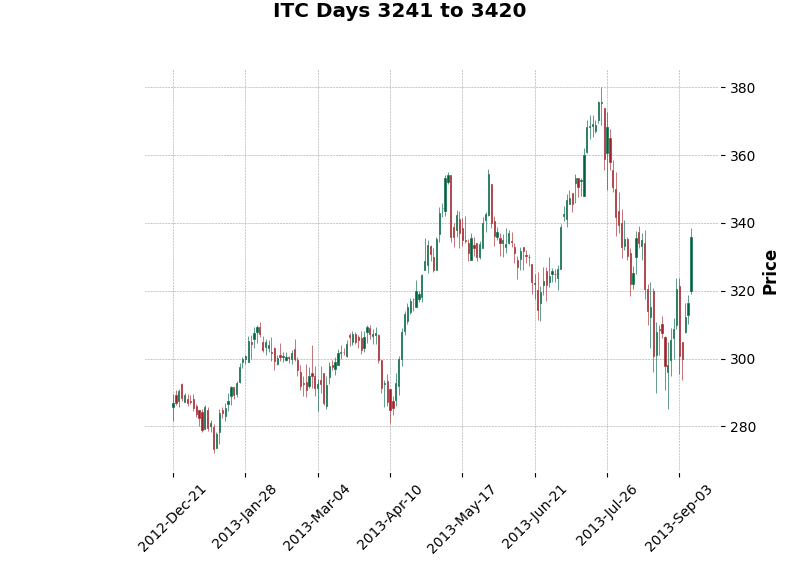 ITC Days 3241 to 3420
380
360
340
320
300
280
Price
2012-Dec-21
2013-Jan-28
2013-Mar-04
2013-Apr-10
2013-May-17
2013-Jun-21
2013-Jul-26
2013-Sep-03